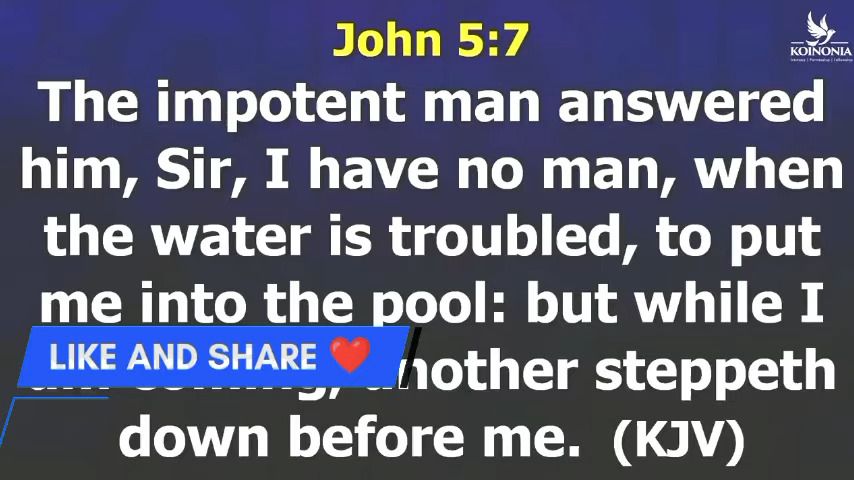 John 5:7
KOINONIA
The impotent man answered
him, Sir, I have no man, when
the water is troubled, to put
me into the pool: but while I
LIKE AND SHARE ❤️
another steppeth
down before me. (KJV)